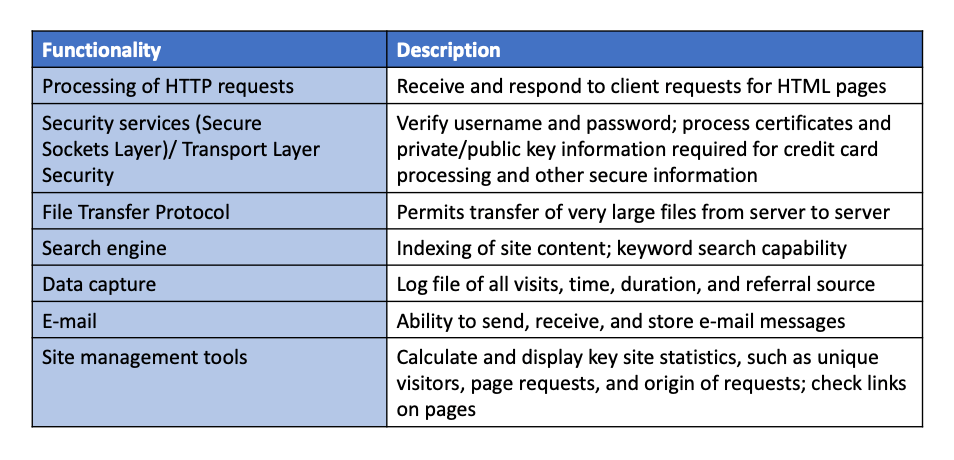 Functionality
Description
Processing of HTTP requests
Receive and respond to client requests for HTML pages
Security services (Secure
Sockets Layer)/ Transport Layer
Security
Verify username and password; process certificates and
private/public key information required for credit card
processing and other secure information
File Transfer Protocol
Permits transfer of very large files from server to server
Search engine
Indexing of site content; keyword search capability
Data capture
Log file of all visits, time, duration, and referral source
E-mail
Ability to send, receive, and store e-mail messages
Site management tools
Calculate and display key site statistics, such as unique
visitors, page requests, and origin of requests; check links
on pages